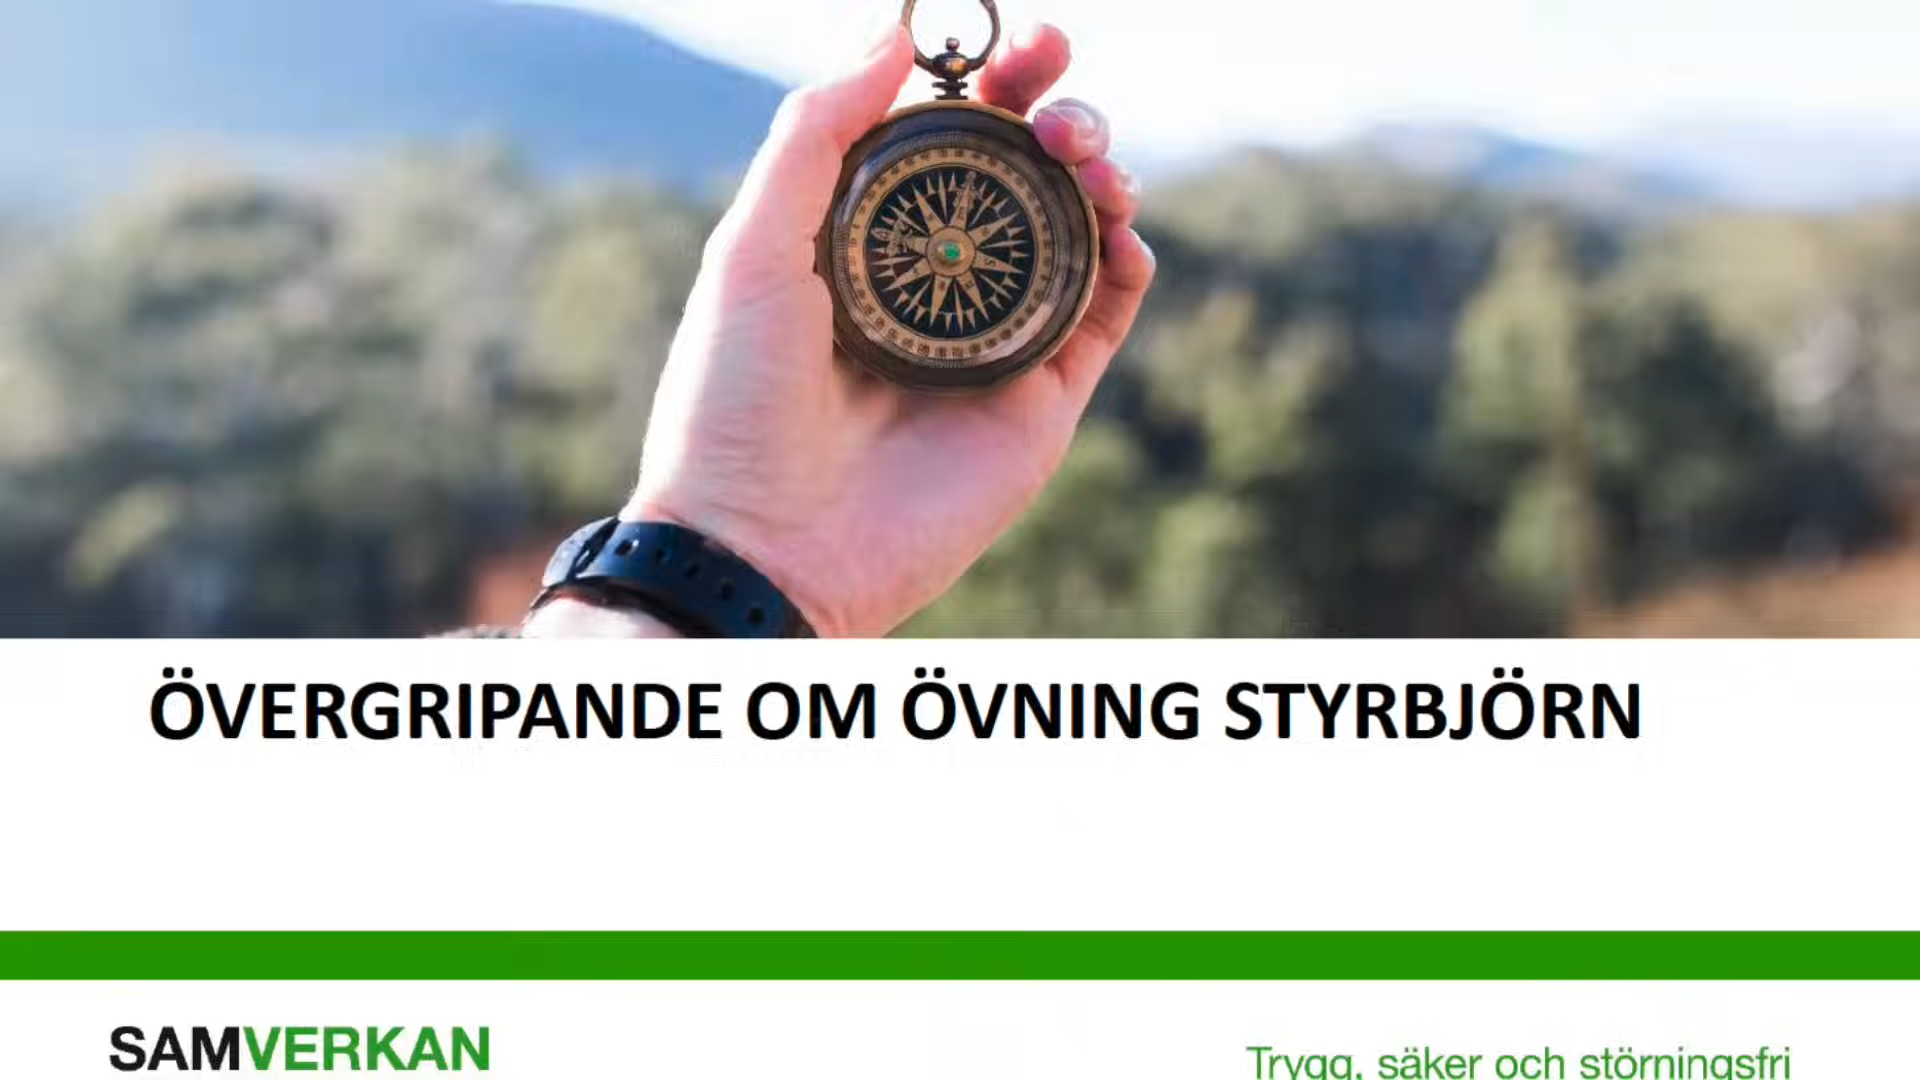 ÖVERGRIPANDE OM ÖVNING STYRBJÖRN
SAMVERKAN
Trygg, säker och störningsfri